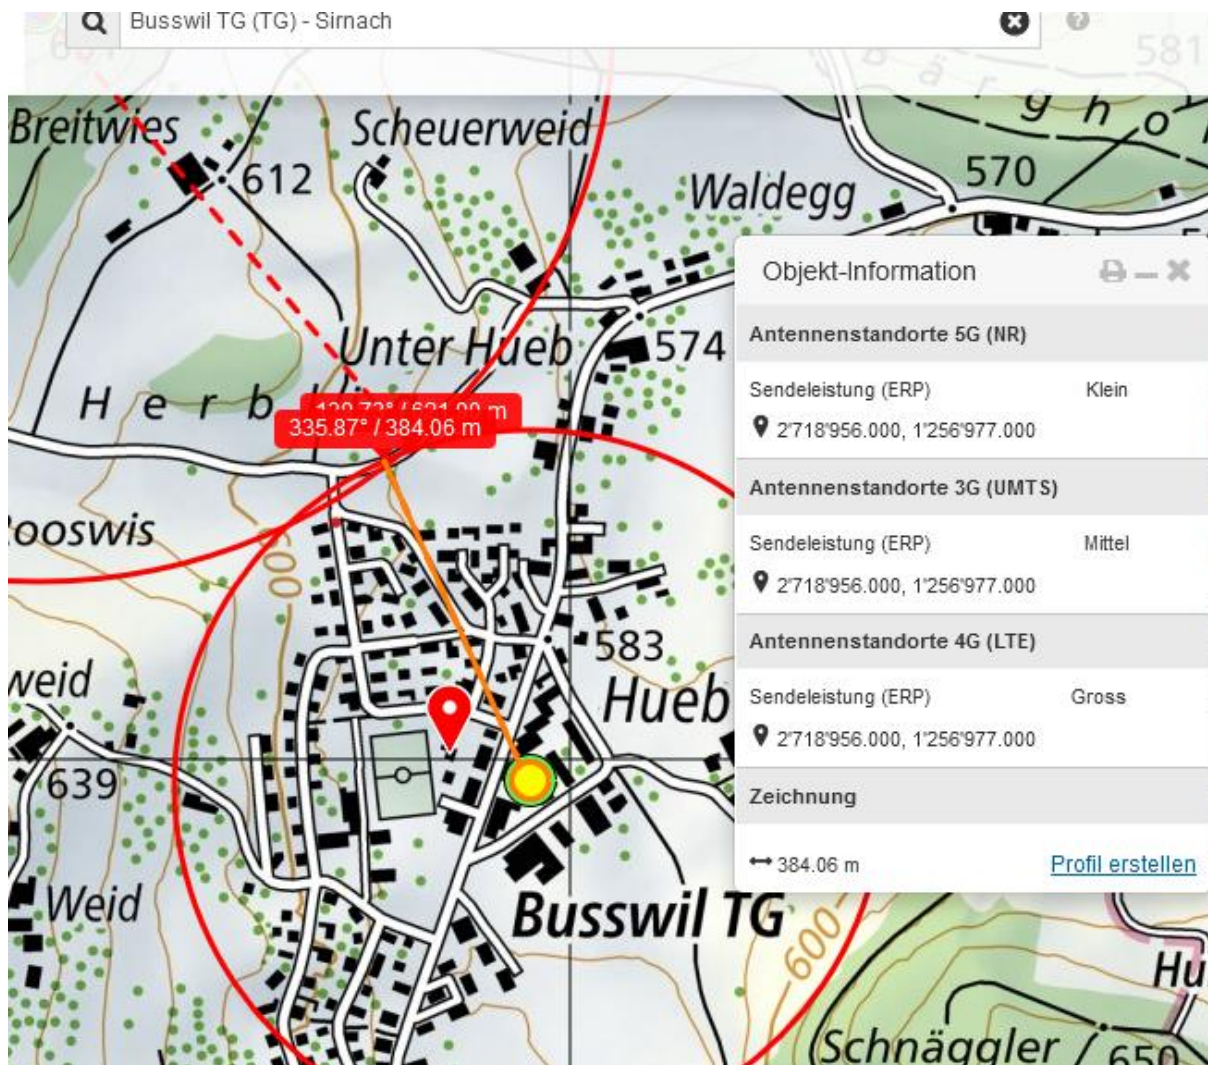 Busswil TG (TG) - Sirnach
581
Breitwies
Scheuerweid
612
570
Waldegg
Unter Hueb
574
H e r b
335.87° / 384.06 m
600
583
Hueb
weid
639
Weid
Busswil TG
600
Schnäggler
650
Objekt-Information
Antennenstandorte 5G (NR)
Sendeleistung (ERP) Klein
2'718'956.000, 1'256'977.000
Antennenstandorte 3G (UMTS)
Sendeleistung (ERP) Mittel
2'718'956.000, 1'256'977.000
Antennenstandorte 4G (LTE)
Sendeleistung (ERP) Gross
2'718'956.000, 1'256'977.000
Zeichnung
384.06 m Profil erstellen